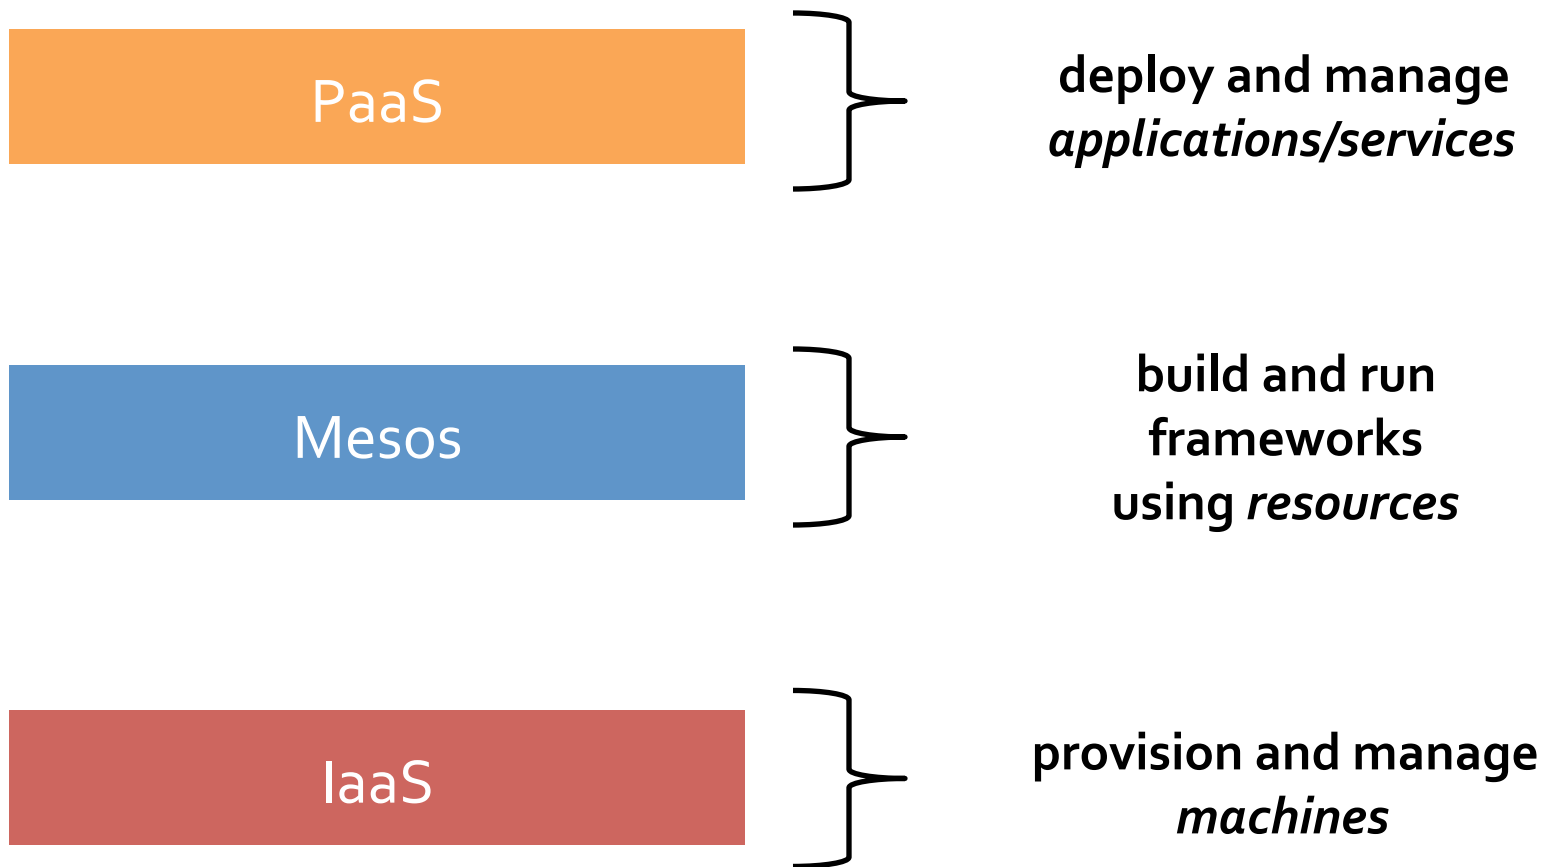 PaaS
deploy and manage
applications/services
Mesos
build and run
frameworks
using resources
IaaS
provision and manage
machines